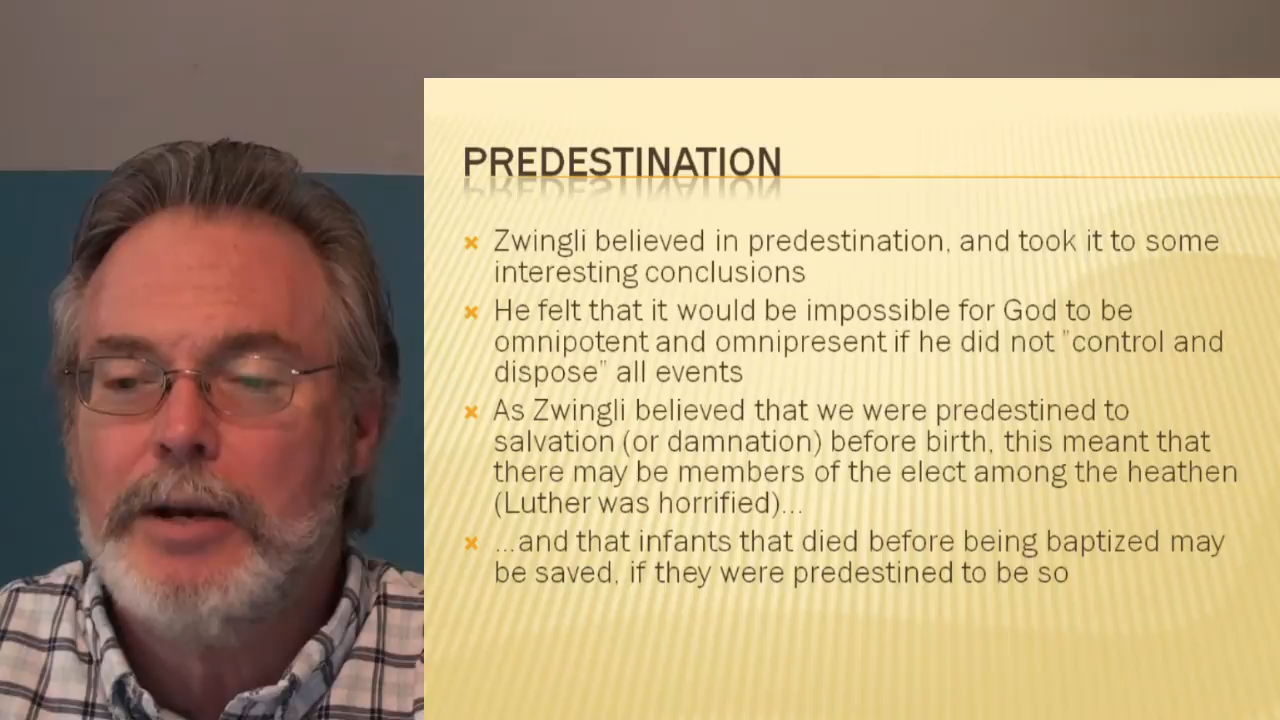 PREDESTINATION
Zwingli believed in predestination, and took it to some
interesting conclusions
He felt that it would be impossible for God to be
omnipotent and omnipresent if he did not "control and
dispose" all events
As Zwingli believed that we were predestined to
salvation (or damnation) before birth, this meant that
there may be members of the elect among the heathen
(Luther was horrified)...
...and that infants that died before being baptized may
be saved, if they were predestined to be so